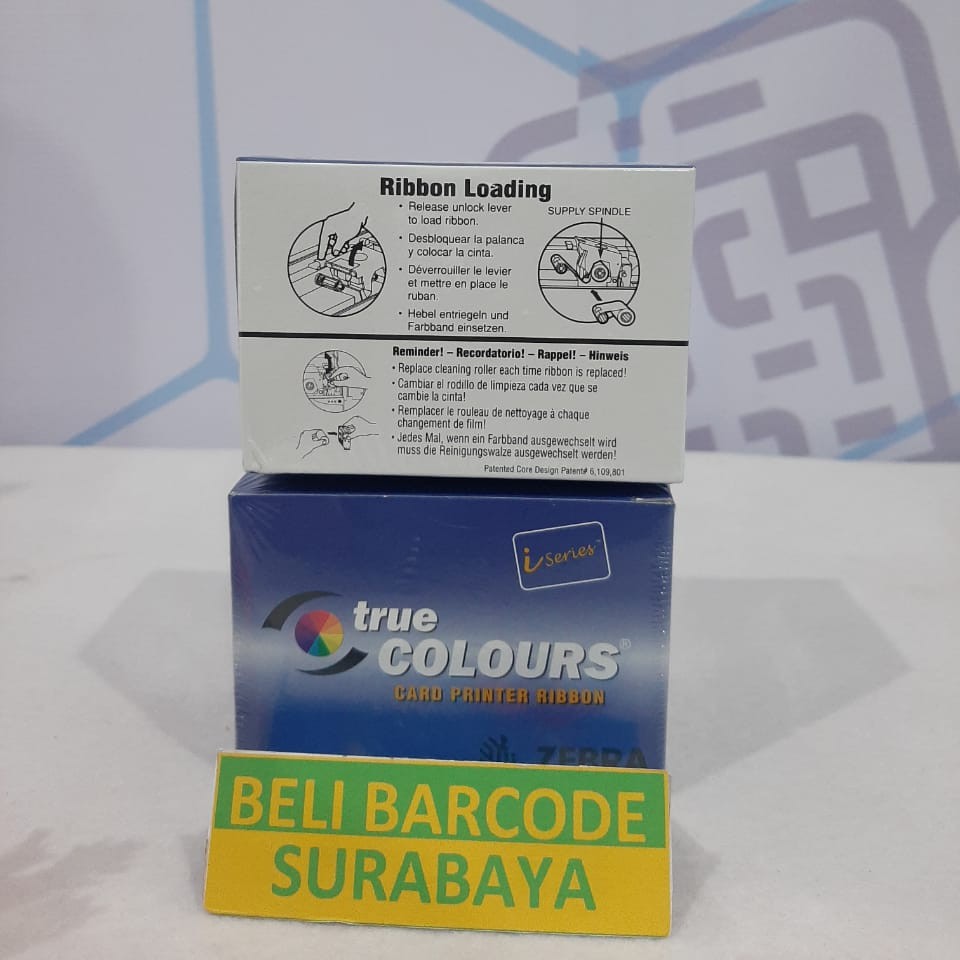 Ribbon Loading
• Release unlock lever
to load ribbon.
• Desbloquear la palanca
y colocar la cinta.
• Déverrouiller le levier
et mettre en place le
ruban.
• Hebel entriegeln und
Farbband einsetzen.
SUPPLY SPINDLE
Reminder! – Recordatorio! – Rappel! – Hinweis
• Replace cleaning roller each time ribbon is replaced!
• Cambiar el rodillo de limpieza cada vez que se
cambie la cinta!
• Remplacer le rouleau de nettoyage à chaque
changement de film!
• Jedes Mal, wenn ein Farbband ausgewechselt wird
muss die Reinigungswalze ausgewechselt werden!
Patented Core Design Patent# 6,109,801
i Series™
true
COLOURS®
CARD PRINTER RIBBON
ZEBRA
BELI BARCODE
SURABAYA